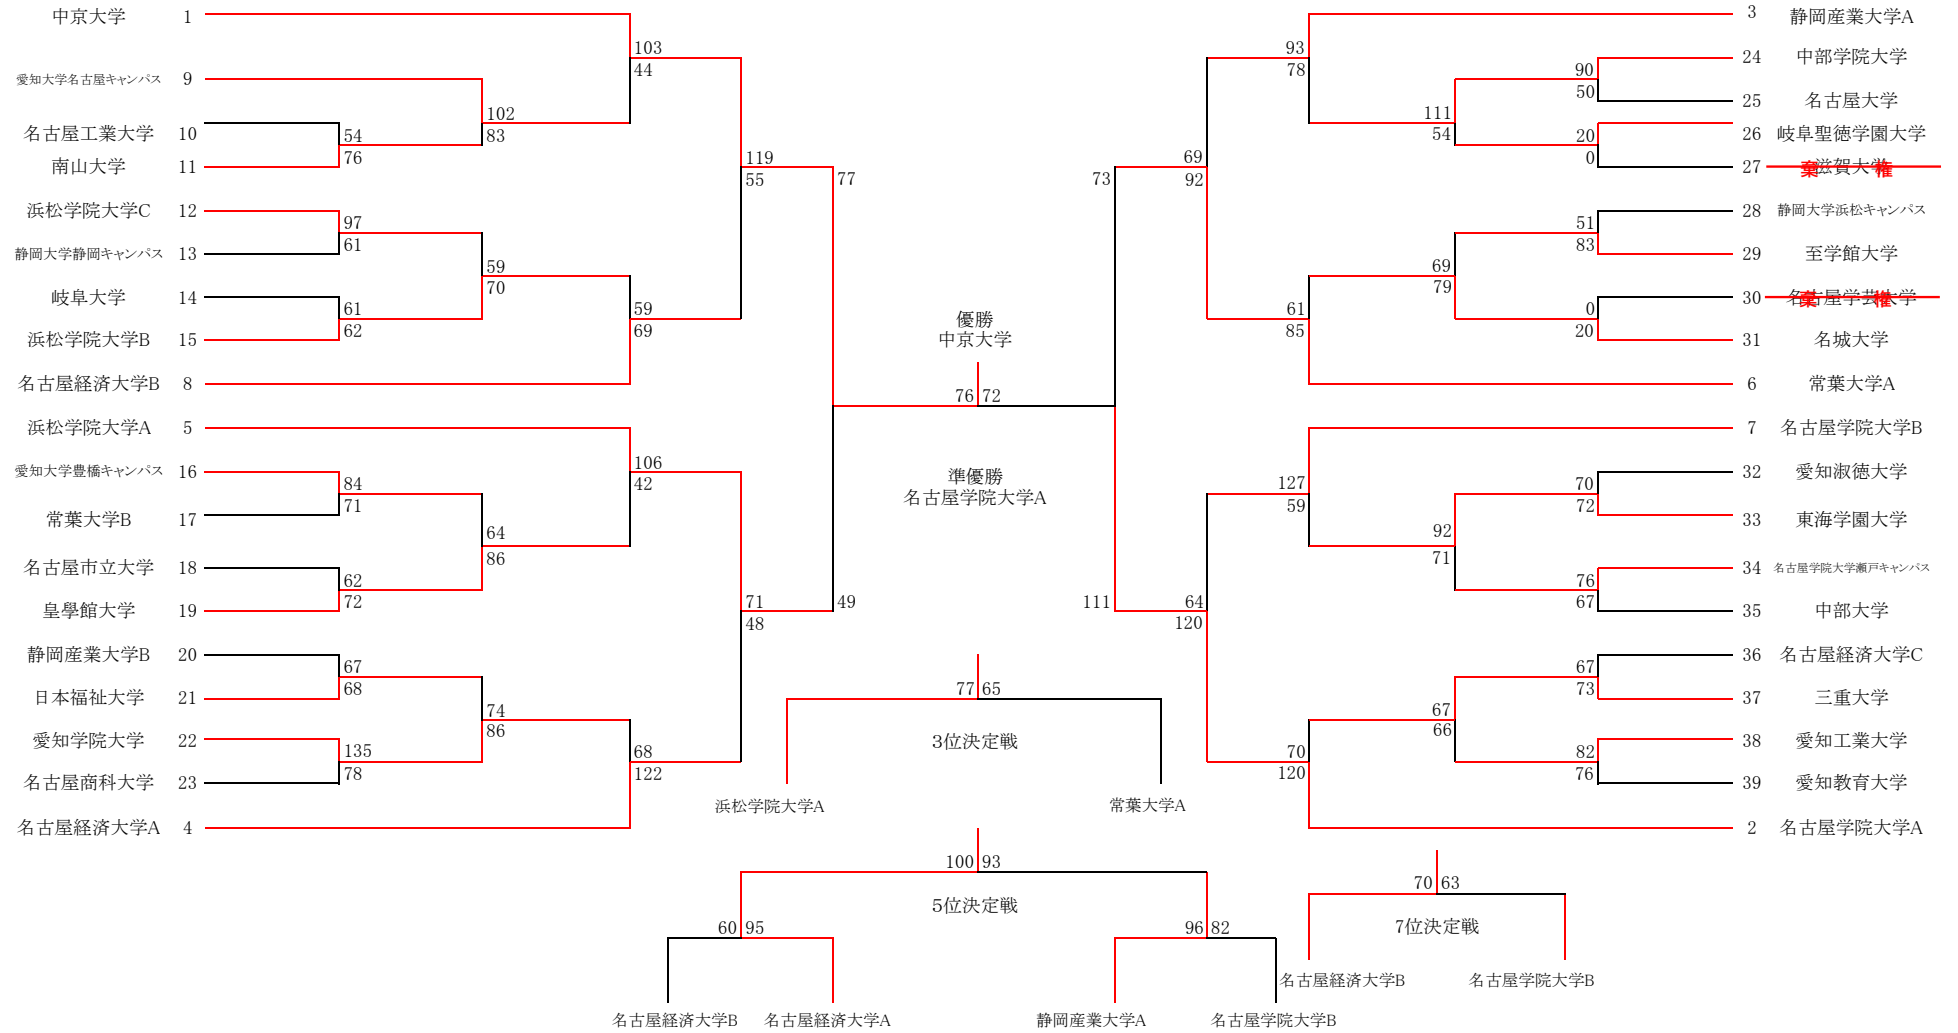 中京大学 1
愛知大学名古屋キャンパス 9
名古屋工業大学 10
南山大学 11
浜松学院大学C 12
静岡大学静岡キャンパス 13
岐阜大学 14
浜松学院大学B 15
名古屋経済大学B 8
浜松学院大学A 5
愛知大学豊橋キャンパス 16
常葉大学B 17
名古屋市立大学 18
皇學館大学 19
静岡産業大学B 20
日本福祉大学 21
愛知学院大学 22
名古屋商科大学 23
名古屋経済大学A 4
54
76
97
61
61
62
84
71
62
72
67
68
135
78
102
83
59
70
64
86
74
86
103
44
59
69
106
42
68
122
119
55
71
48
77
49
優勝
中京大学
76 72
準優勝
名古屋学院大学A
73
111
69
92
64
120
93
78
61
85
127
59
70
120
111
54
69
79
92
71
67
66
90
50
20
0
51
83
0
20
70
72
76
67
67
73
82
76
3 静岡産業大学A
24 中部学院大学
25 名古屋大学
26 岐阜聖徳学園大学
27 滋賀大学
棄権
28 静岡大学浜松キャンパス
29 至学館大学
30 名古屋学芸大学
棄権
31 名城大学
6 常葉大学A
7 名古屋学院大学B
32 愛知淑徳大学
33 東海学園大学
34 名古屋学院大学瀬戸キャンパス
35 中部大学
36 名古屋経済大学C
37 三重大学
38 愛知工業大学
39 愛知教育大学
2 名古屋学院大学A
77 65
3位決定戦
浜松学院大学A 常葉大学A
100 93
5位決定戦
60 95
96 82
名古屋経済大学B 名古屋経済大学A 静岡産業大学A 名古屋学院大学B
70 63
7位決定戦
名古屋経済大学B 名古屋学院大学B